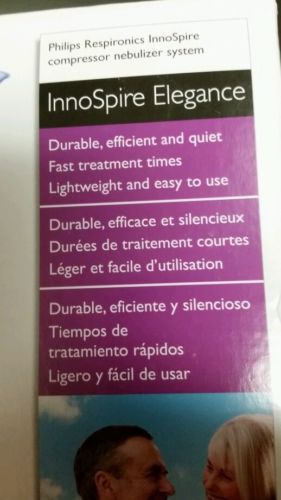 Philips Respironics InnoSpire
compressor nebulizer system
InnoSpire Elegance
Durable, efficient and quiet
Fast treatment times
Lightweight and easy to use
Durable, efficace et silencieux
Durées de traitement courtes
Léger et facile d'utilisation
Durable, eficiente y silencioso
Tiempos de
tratamiento rápidos
Ligero y fácil de usar